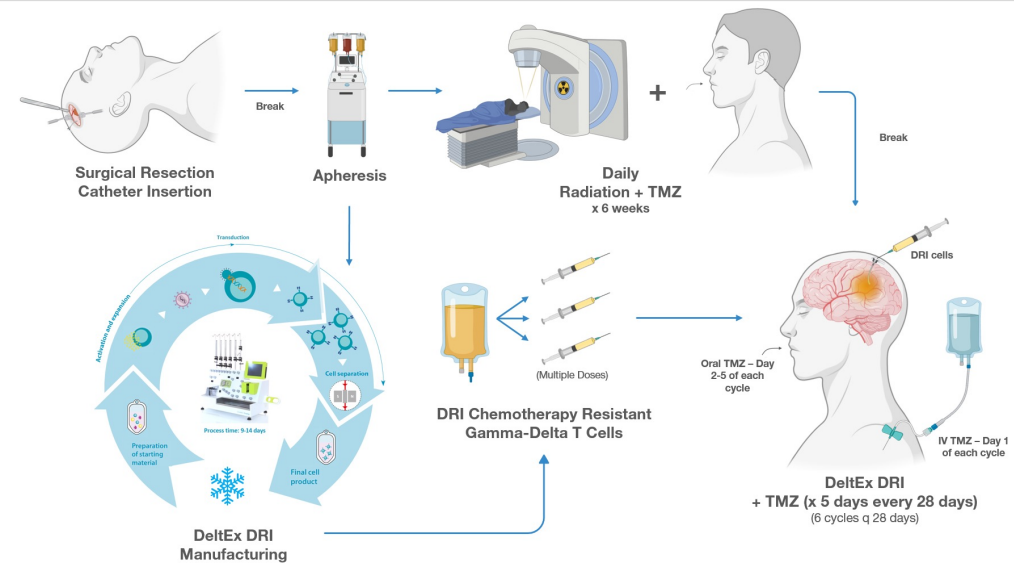 Surgical Resection
Catheter Insertion
Break
Apheresis
Daily
Radiation + TMZ
x 6 weeks
+
Break
Transduction
Activation and expansion
Cell separation
Process time: 9-14 days
Preparation
of starting
material
Final cell
product
DeltEx DRI
Manufacturing
(Multiple Doses)
DRI Chemotherapy Resistant
Gamma-Delta T Cells
DRI cells
Oral TMZ – Day
2-5 of each
cycle
IV TMZ – Day 1
of each cycle
DeltEx DRI
+ TMZ (x 5 days every 28 days)
(6 cycles q 28 days)